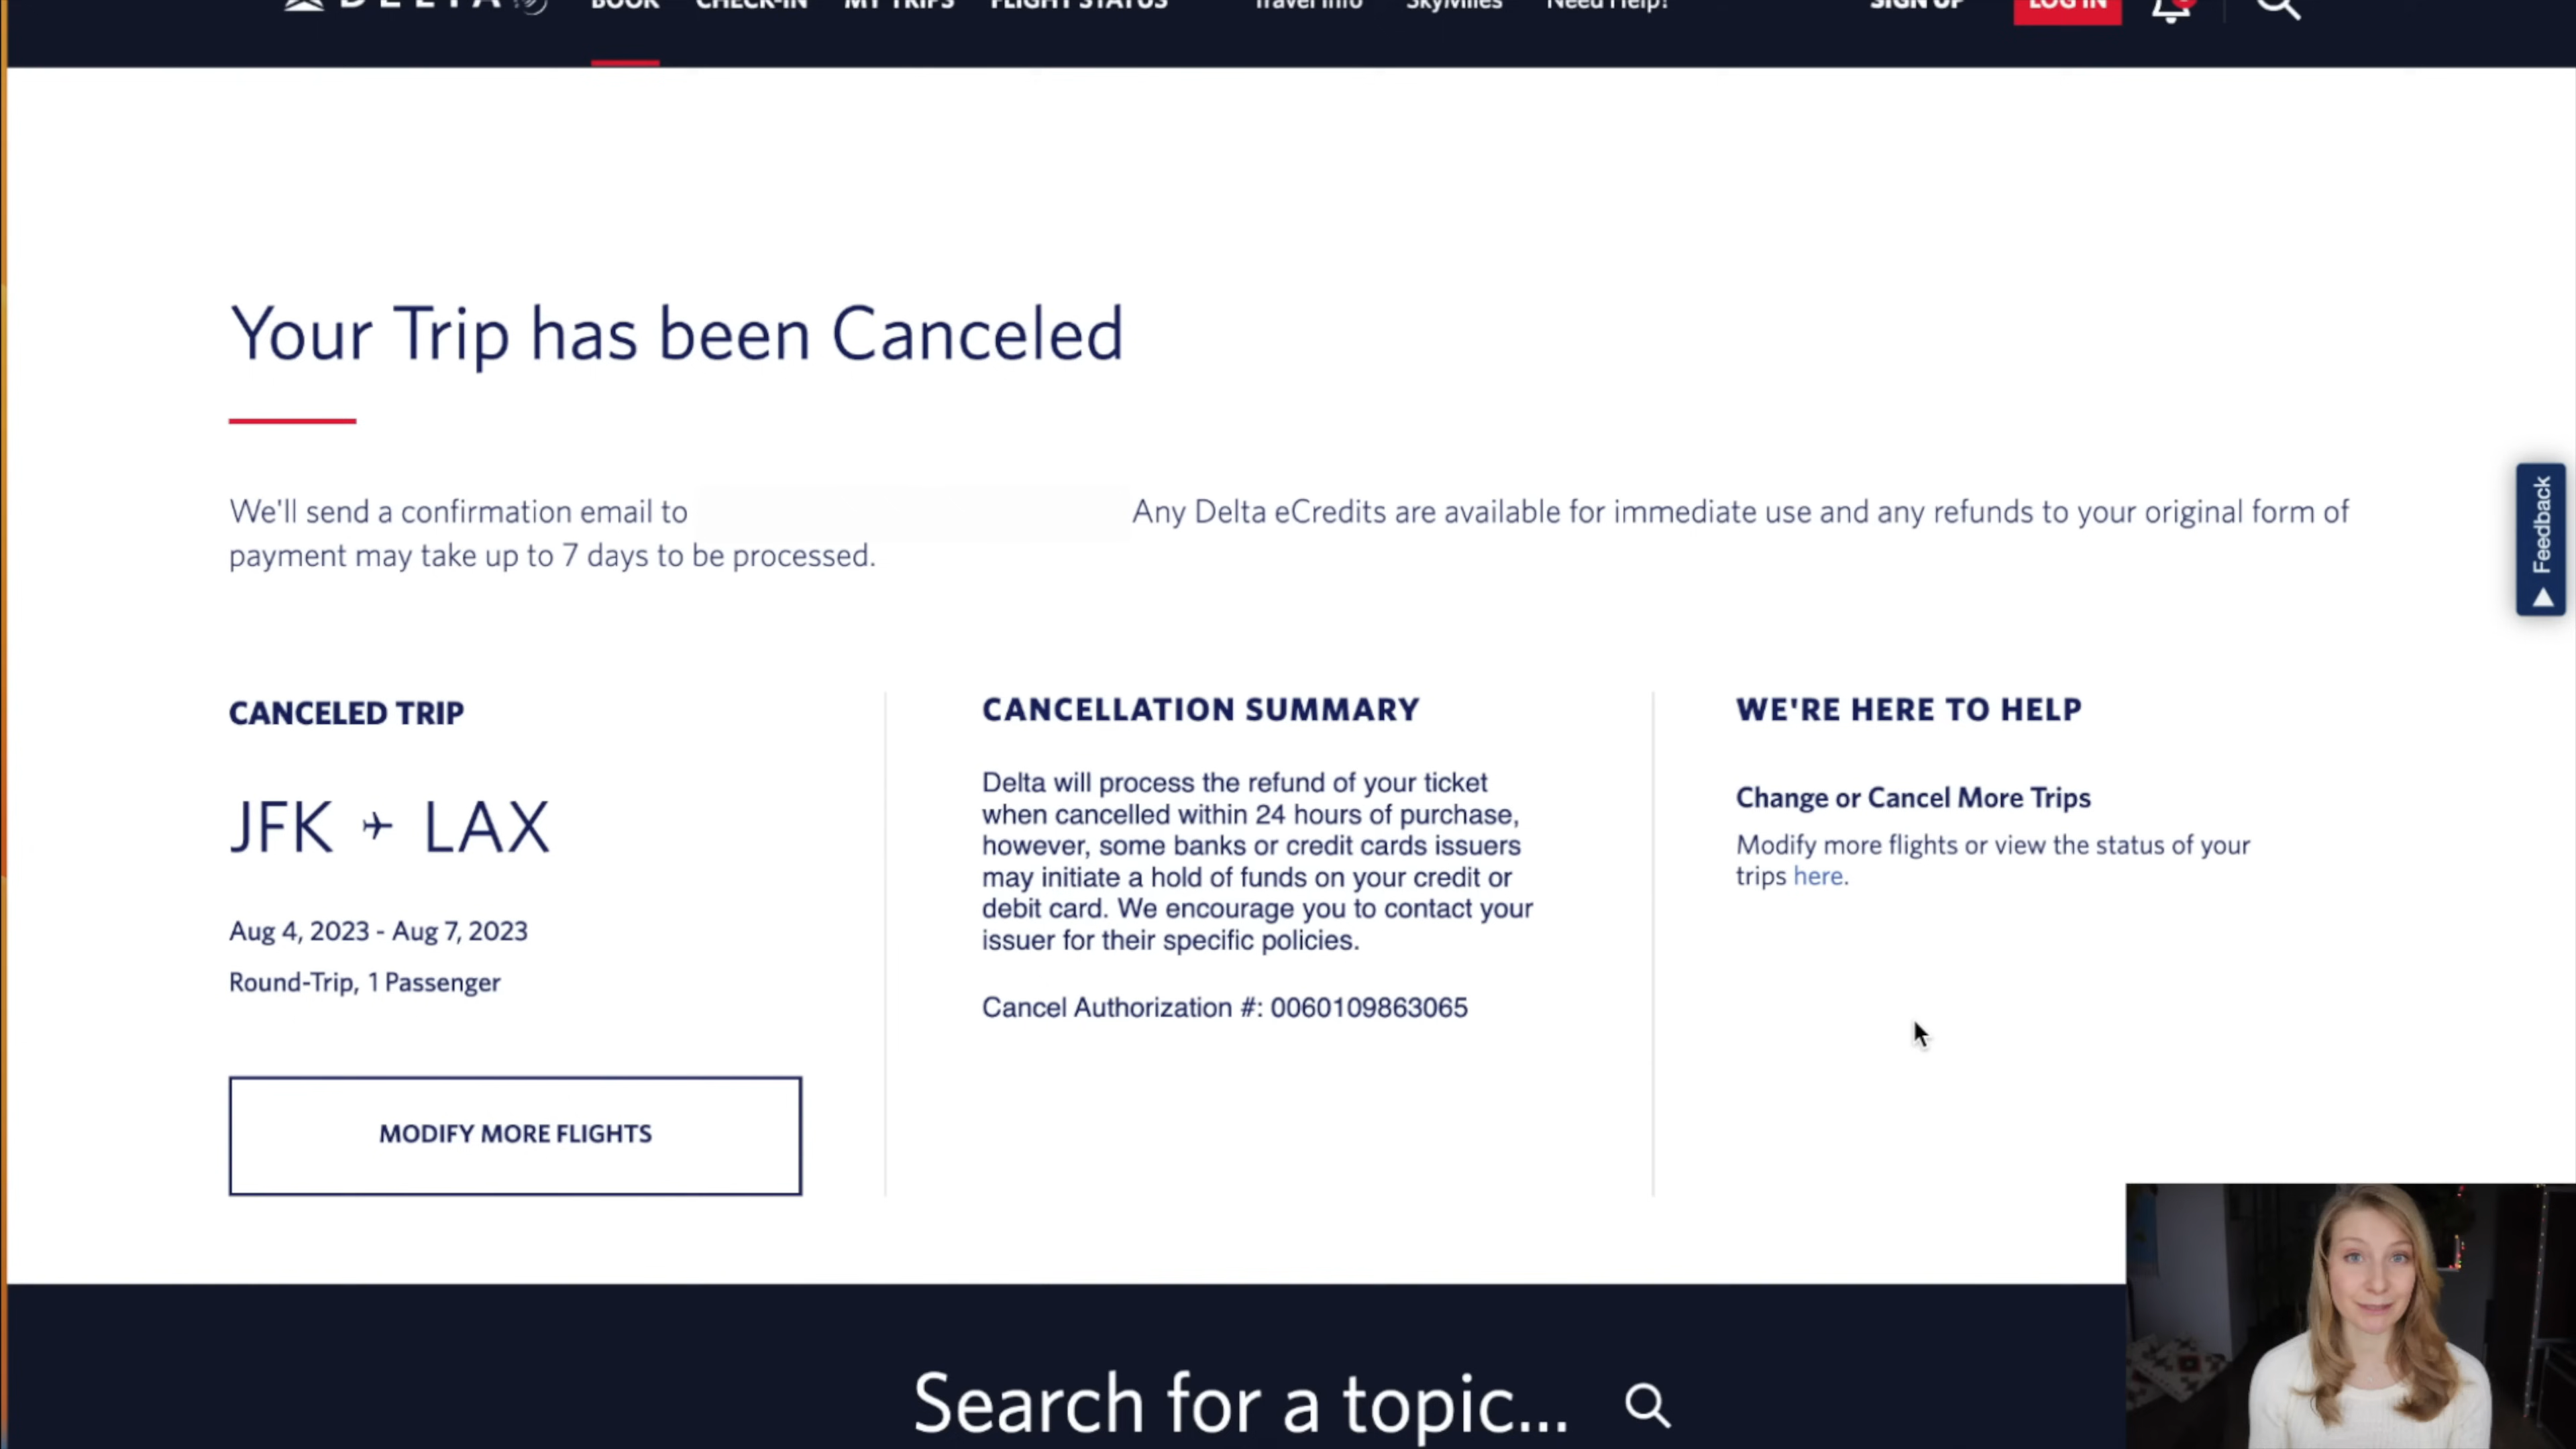 DELTA BOOK CHECK-IN MY TRIPS FLIGHT STATUS Travel Info SkyMiles Need Help? SIGN UP LOG IN
Your Trip has been Canceled
We'll send a confirmation email to Any Delta eCredits are available for immediate use and any refunds to your original form of
payment may take up to 7 days to be processed.
Feedback
CANCELED TRIP
JFK LAX
Aug 4, 2023 - Aug 7, 2023
Round-Trip, 1 Passenger
MODIFY MORE FLIGHTS
CANCELLATION SUMMARY
Delta will process the refund of your ticket
when cancelled within 24 hours of purchase,
however, some banks or credit cards issuers
may initiate a hold of funds on your credit or
debit card. We encourage you to contact your
issuer for their specific policies.
Cancel Authorization #: 0060109863065
WE'RE HERE TO HELP
Change or Cancel More Trips
Modify more flights or view the status of your
trips here.
Search for a topic...